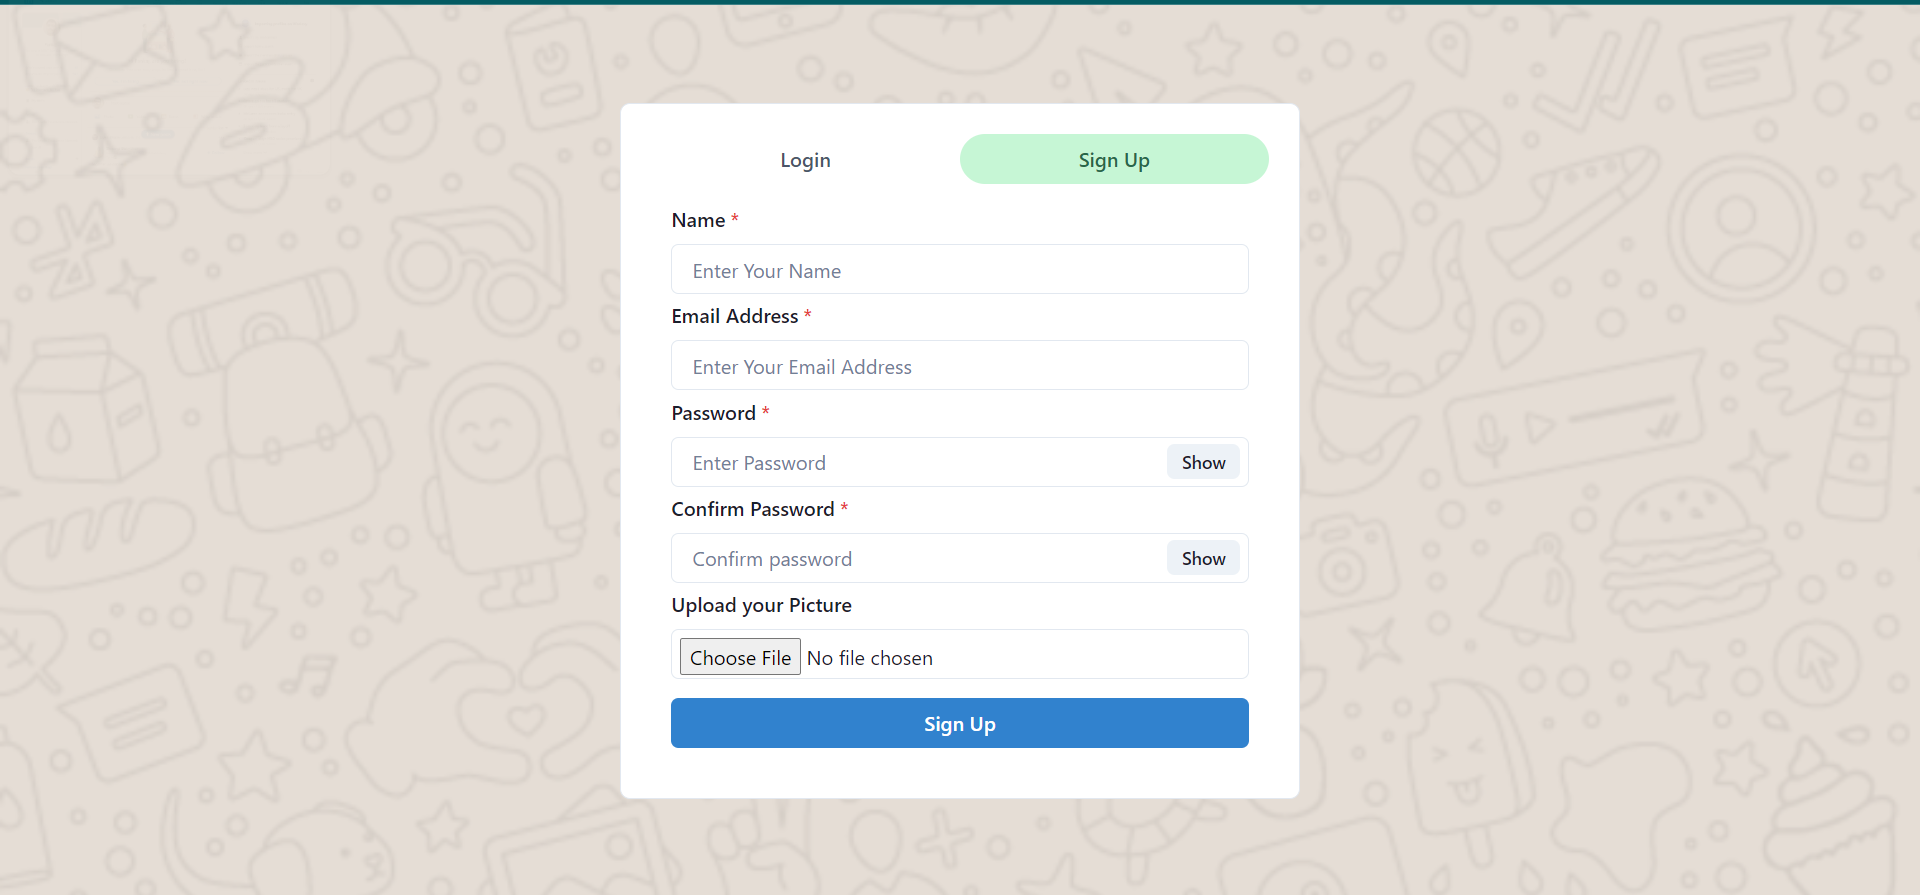 Login Sign Up
Name *
Enter Your Name
Email Address *
Enter Your Email Address
Password *
Enter Password Show
Confirm Password *
Confirm password Show
Upload your Picture
Choose File No file chosen
Sign Up